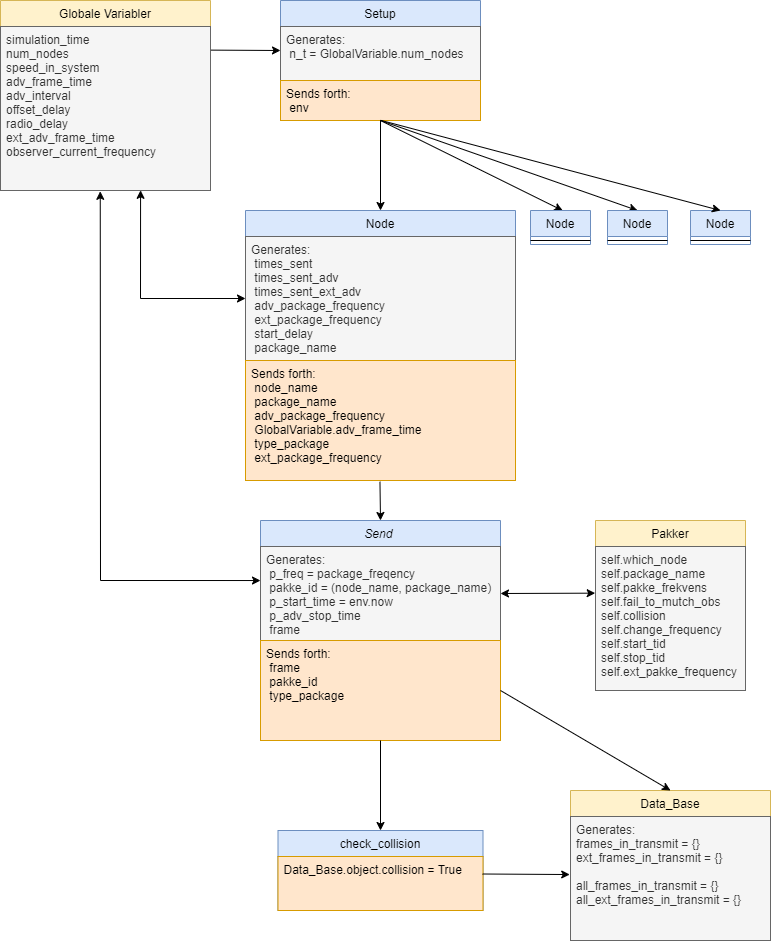 Globale Variabler
simulation_time
num_nodes
speed_in_system
adv_frame_time
adv_interval
offset_delay
radio_delay
ext_adv_frame_time
observer_current_frequency
Setup
Generates:
n_t = GlobalVariable.num_nodes
Sends forth:
env
Node
Generates:
times_sent
times_sent_adv
times_sent_ext_adv
adv_package_frequency
ext_package_frequency
start_delay
package_name
Sends forth:
node_name
package_name
adv_package_frequency
GlobalVariable.adv_frame_time
type_package
ext_package_frequency
Node
Node
Node
Send
Generates:
p_freq = package_freqency
pakke_id = (node_name, package_name)
p_start_time = env.now
p_adv_stop_time
frame
Sends forth:
frame
pakke_id
type_package
Pakker
self.which_node
self.package_name
self.pakke_frekvens
self.fail_to_mutch_obs
self.collision
self.change_frequency
self.start_tid
self.stop_tid
self.ext_pakke_frequency
check_collision
Data_Base.object.collision = True
Data_Base
Generates:
frames_in_transmit = {}
ext_frames_in_transmit = {}
all_frames_in_transmit = {}
all_ext_frames_in_transmit = {}